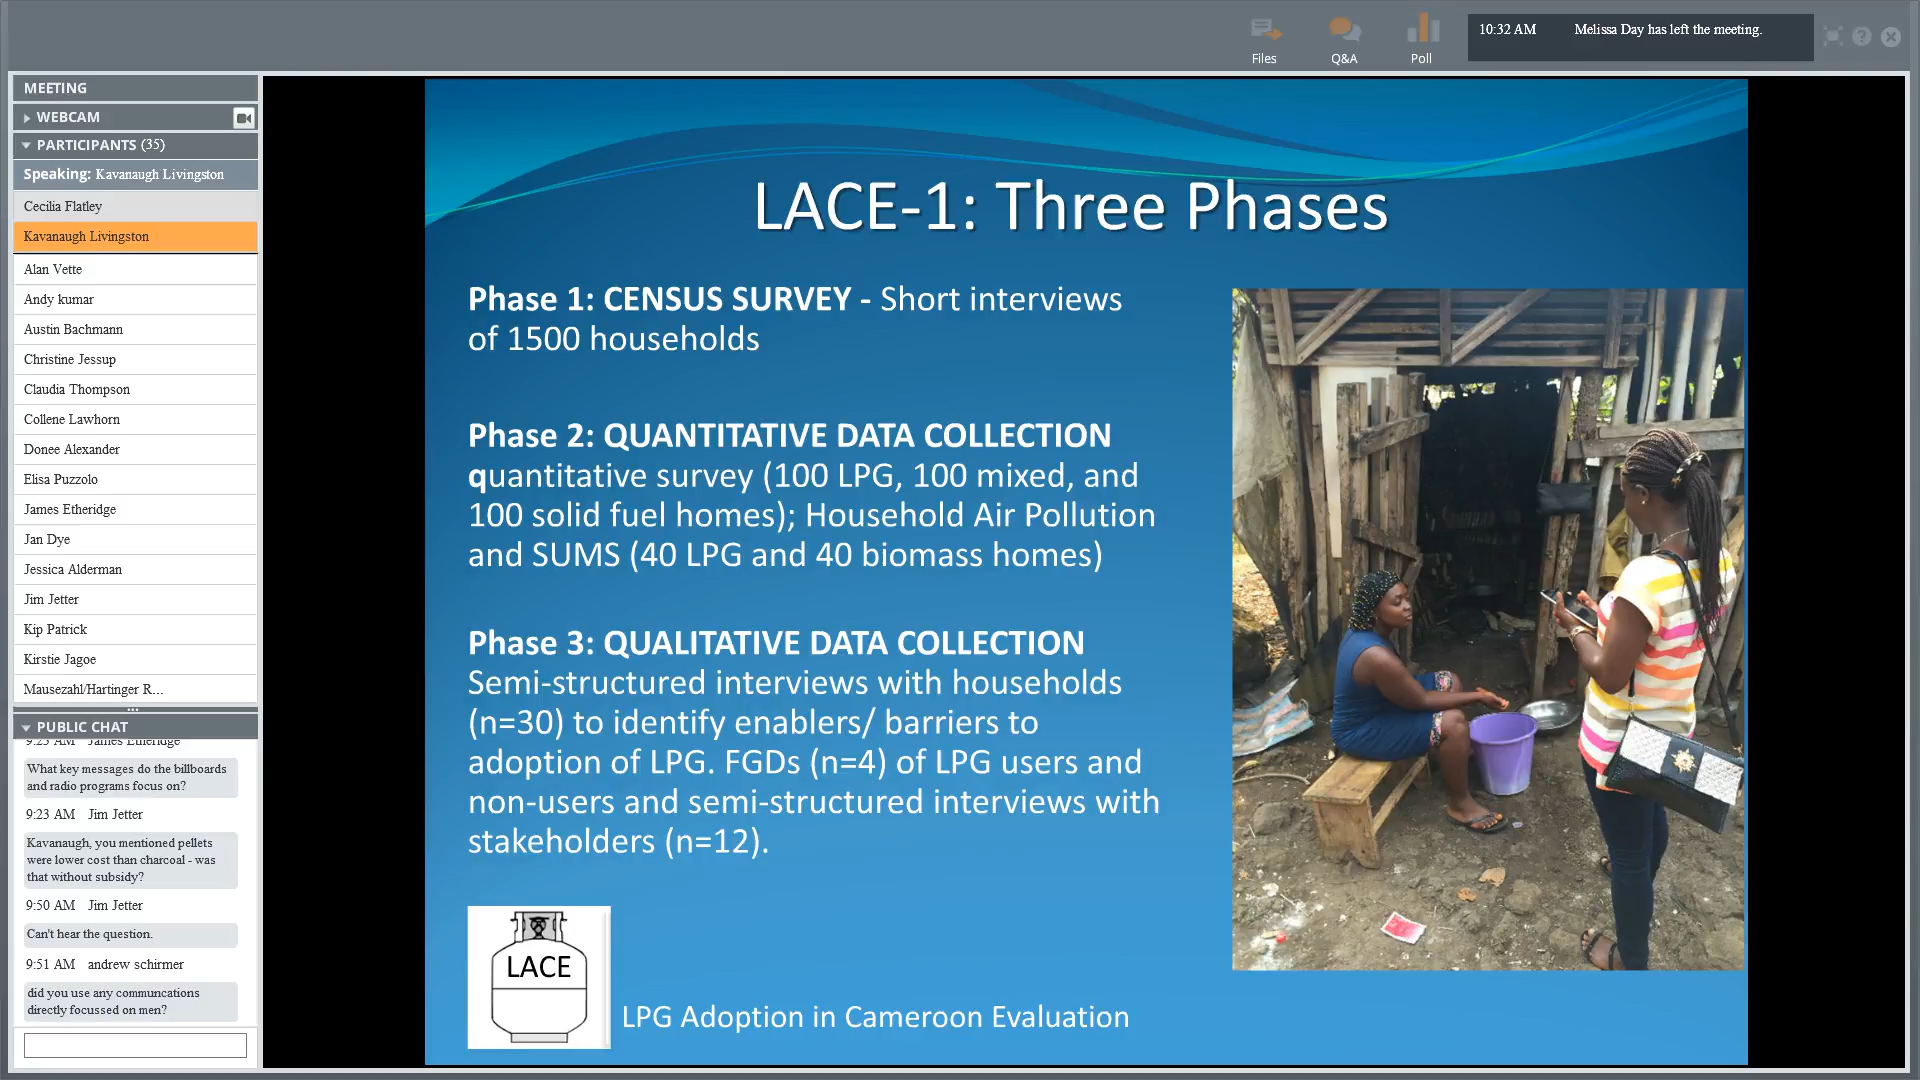 Files
Q&A
Poll
10:32 AM Melissa Day has left the meeting.
MEETING
WEBCAM
PARTICIPANTS (35)
Speaking: Kavanaugh Livingston
Cecilia Flatley
Kavanaugh Livingston
Alan Vette
Andy kumar
Austin Bachmann
Christine Jessup
Claudia Thompson
Collene Lawhorn
Donee Alexander
Elisa Puzzolo
James Etheridge
Jan Dye
Jessica Alderman
Jim Jetter
Kip Patrick
Kirstie Jagoe
Mausezahl/Hartinger R...
PUBLIC CHAT
9:23 AM James Etheridge
What key messages do the billboards
and radio programs focus on?
9:23 AM Jim Jetter
Kavanaugh, you mentioned pellets
were lower cost than charcoal - was
that without subsidy?
9:50 AM Jim Jetter
Can't hear the question.
9:51 AM andrew schirmer
did you use any communcations
directly focussed on men?
LACE-1: Three Phases
Phase 1: CENSUS SURVEY - Short interviews
of 1500 households
Phase 2: QUANTITATIVE DATA COLLECTION
quantitative survey (100 LPG, 100 mixed, and
100 solid fuel homes); Household Air Pollution
and SUMS (40 LPG and 40 biomass homes)
Phase 3: QUALITATIVE DATA COLLECTION
Semi-structured interviews with households
(n=30) to identify enablers/ barriers to
adoption of LPG. FGDs (n=4) of LPG users and
non-users and semi-structured interviews with
stakeholders (n=12).
LACE
LPG Adoption in Cameroon Evaluation